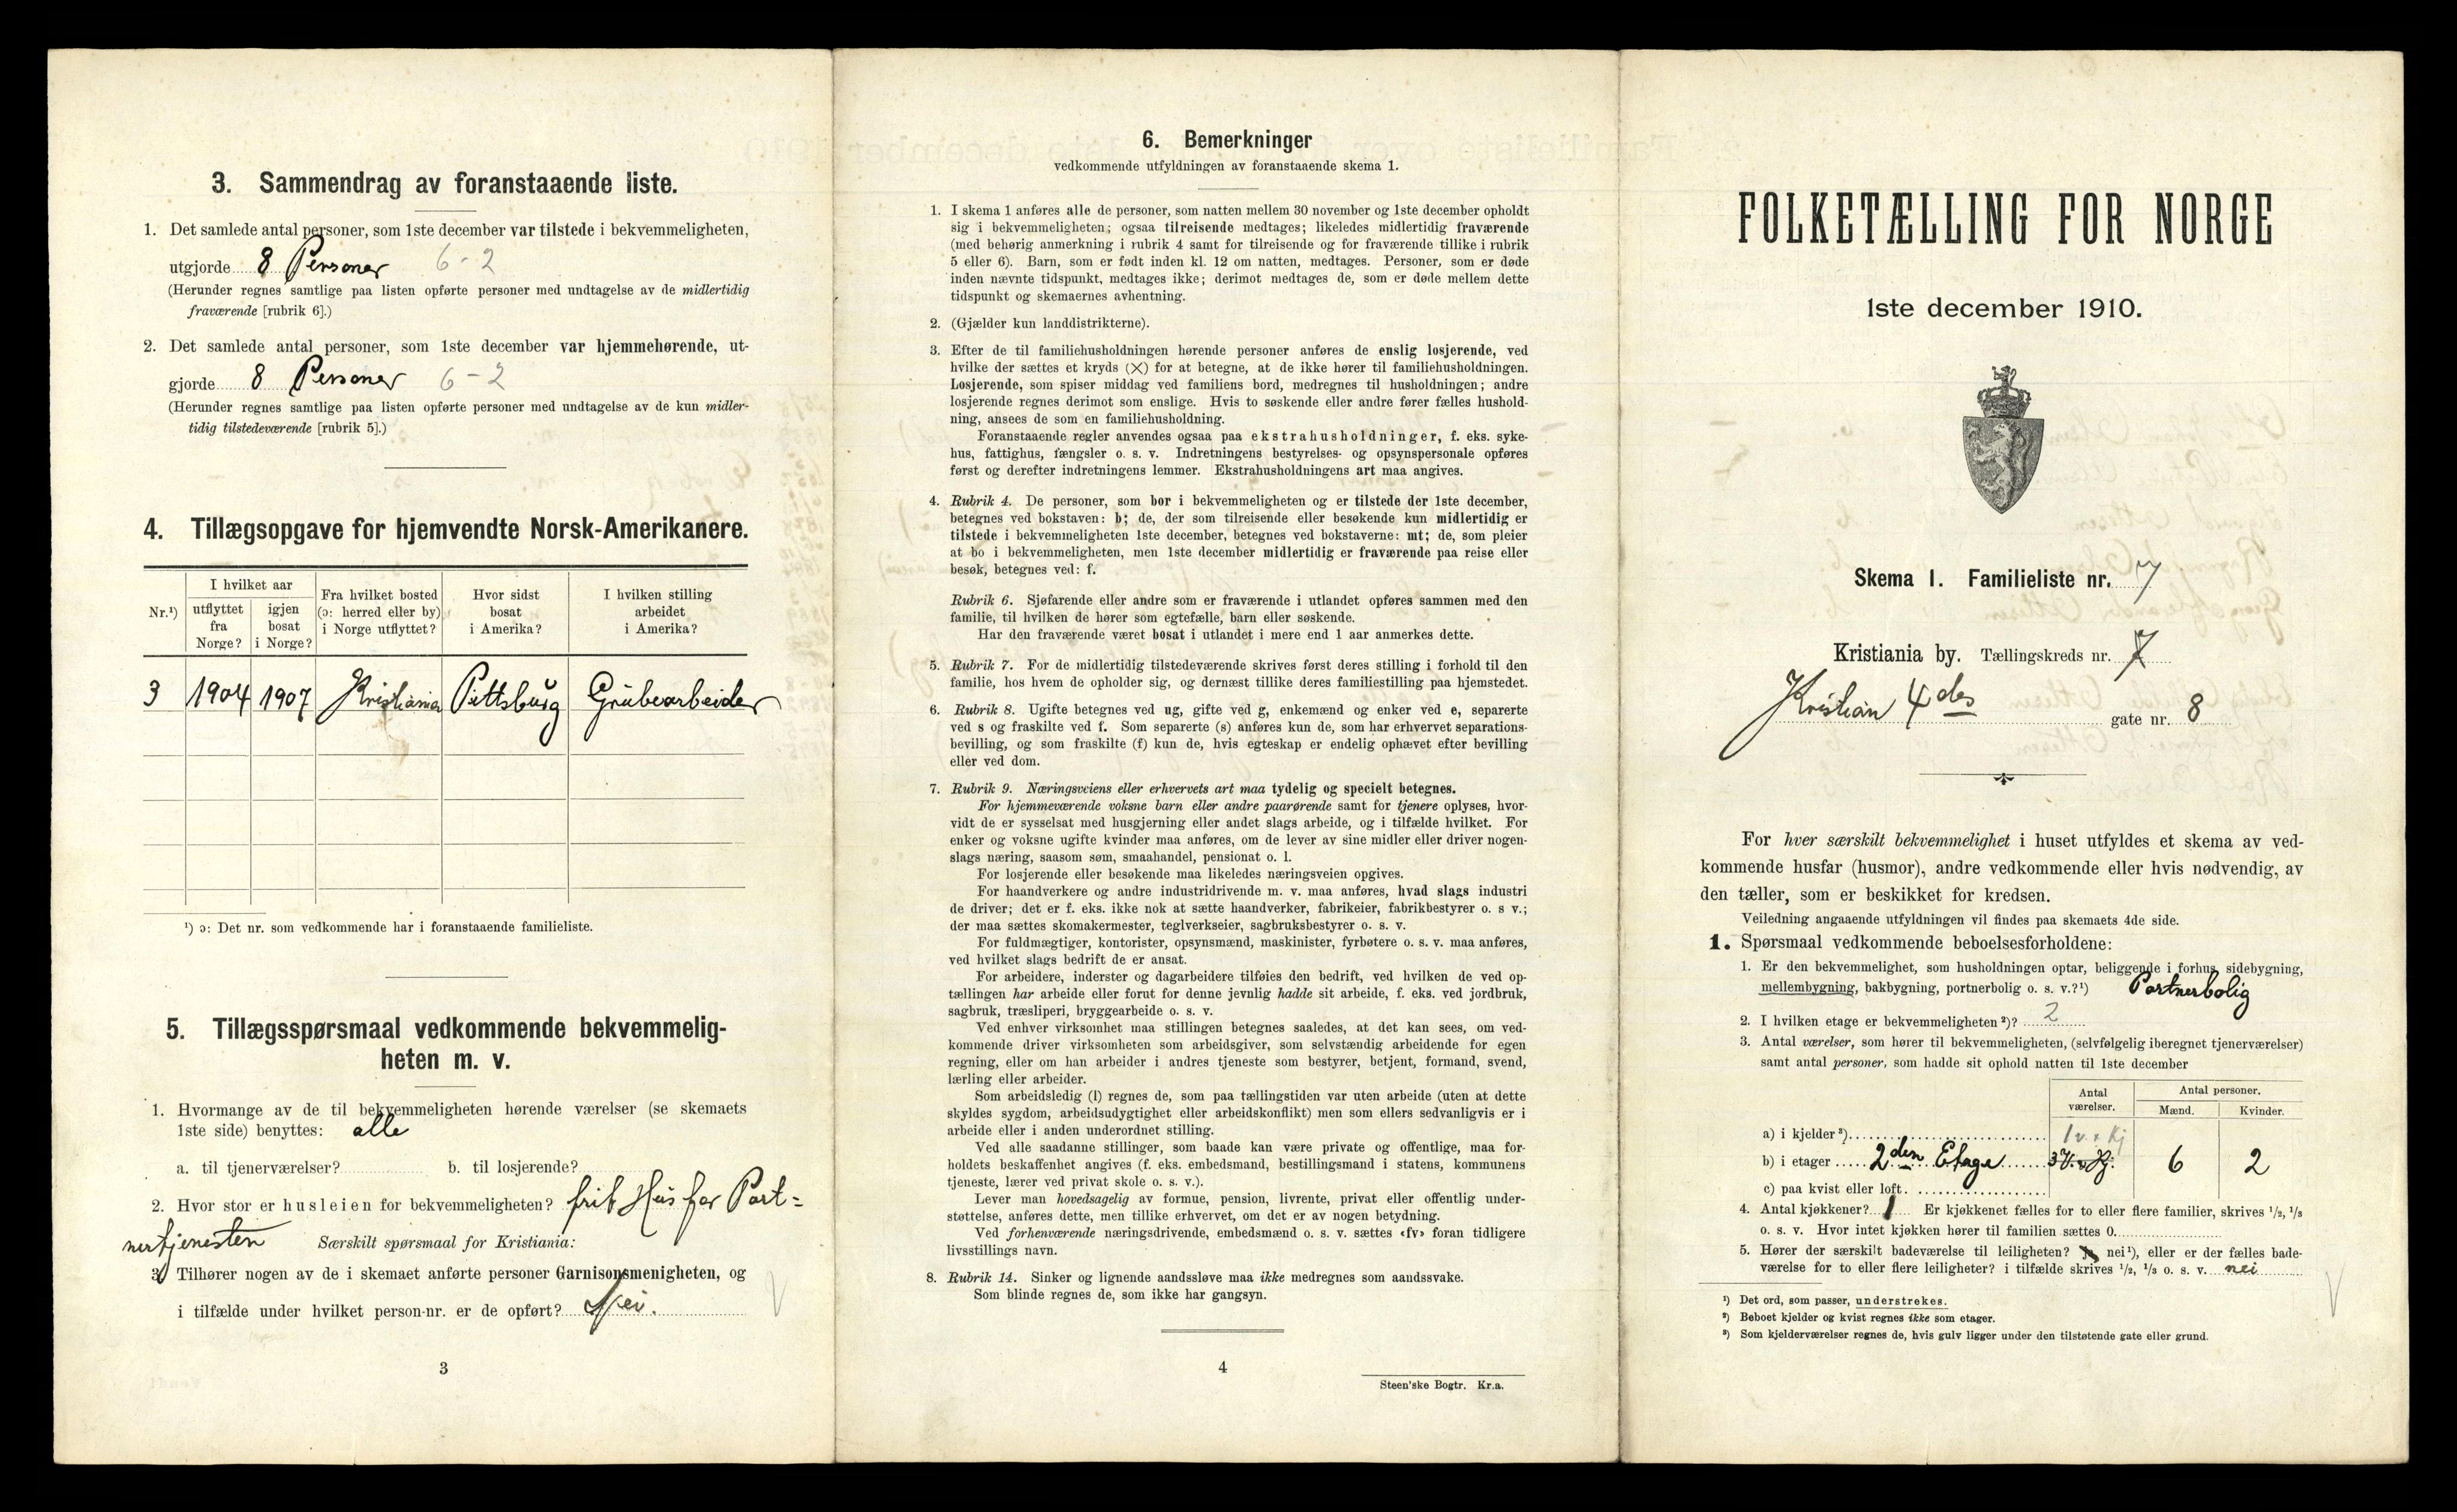 3. Sammendrag av foranstaaende liste.
1. Det samlede antal personer, som 1ste december var tilstede i bekvemmeligheten,
utgjorde 8 Personer 6-2
(Herunder regnes samtlige paa listen opførte personer med undtagelse av de midlertidig
fraværende [rubrik 6].)
2. Det samlede antal personer, som 1ste december var hjemmehørende, ut-
gjorde 8 Personer 6-2
(Herunder regnes samtlige paa listen opførte personer med undtagelse av de kun midler-
tidig tilstedeværende [rubrik 5].)
4. Tillægsopgave for hjemvendte Norsk-Amerikanere.
Nr.¹) I hvilket aar utflyttet fra Norge? igjen bosat i Norge? Fra hvilket bosted (ɔ: herred eller by) i Norge utflyttet? Hvor sidst bosat i Amerika? I hvilken stilling arbeidet i Amerika?
3 1904 1907 Kristiania Pittsburg Grubearbeider
¹) ɔ: Det nr. som vedkommende har i foranstaaende familieliste.
5. Tillægsspørsmaal vedkommende bekvemmelig-
heten m. v.
1. Hvormange av de til bekvemmeligheten hørende værelser (se skemaets
1ste side) benyttes: alle
a. til tjenerværelser? b. til losjerende?
2. Hvor stor er husleien for bekvemmeligheten? frit Hus for Port=
nertjenesten Særskilt spørsmaal for Kristiania:
3. Tilhører nogen av de i skemaet anførte personer Garnisonsmenigheten, og
i tilfælde under hvilket person-nr. er de opført? Nei.
3
6. Bemerkninger
vedkommende utfyldningen av foranstaaende skema 1.
1. I skema 1 anføres alle de personer, som natten mellem 30 november og 1ste december opholdt
sig i bekvemmeligheten; ogsaa tilreisende medtages; likeledes midlertidig fraværende
(med behørig anmerkning i rubrik 4 samt for tilreisende og for fraværende tillike i rubrik
5 eller 6). Barn, som er født inden kl. 12 om natten, medtages. Personer, som er døde
inden nævnte tidspunkt, medtages ikke; derimot medtages de, som er døde mellem dette
tidspunkt og skemaernes avhentning.
2. (Gjælder kun landdistrikterne).
3. Efter de til familiehusholdningen hørende personer anføres de enslig losjerende, ved
hvilke der sættes et kryds (×) for at betegne, at de ikke hører til familiehusholdningen.
Losjerende, som spiser middag ved familiens bord, medregnes til husholdningen; andre
losjerende regnes derimot som enslige. Hvis to søskende eller andre fører fælles hushold-
ning, ansees de som en familiehusholdning.
Foranstaaende regler anvendes ogsaa paa ekstrahusholdninger, f. eks. syke-
hus, fattighus, fængsler o. s. v. Indretningens bestyrelses- og opsynspersonale opføres
først og derefter indretningens lemmer. Ekstrahusholdningens art maa angives.
4. Rubrik 4. De personer, som bor i bekvemmeligheten og er tilstede der 1ste december,
betegnes ved bokstaven: b; de, der som tilreisende eller besøkende kun midlertidig er
tilstede i bekvemmeligheten 1ste december, betegnes ved bokstaverne: mt; de, som pleier
at bo i bekvemmeligheten, men 1ste december midlertidig er fraværende paa reise eller
besøk, betegnes ved: f.
Rubrik 6. Sjøfarende eller andre som er fraværende i utlandet opføres sammen med den
familie, til hvilken de hører som egtefælle, barn eller søskende.
Har den fraværende været bosat i utlandet i mere end 1 aar anmerkes dette.
5. Rubrik 7. For de midlertidig tilstedeværende skrives først deres stilling i forhold til den
familie, hos hvem de opholder sig, og dernæst tillike deres familiestilling paa hjemstedet.
6. Rubrik 8. Ugifte betegnes ved ug, gifte ved g, enkemænd og enker ved e, separerte
ved s og fraskilte ved f. Som separerte (s) anføres kun de, som har erhvervet separations-
bevilling, og som fraskilte (f) kun de, hvis egteskap er endelig ophævet efter bevilling
eller ved dom.
7. Rubrik 9. Næringsveiens eller erhvervets art maa tydelig og specielt betegnes.
For hjemmeværende voksne barn eller andre paarørende samt for tjenere oplyses, hvor-
vidt de er sysselsat med husgjerning eller andet slags arbeide, og i tilfælde hvilket. For
enker og voksne ugifte kvinder maa anføres, om de lever av sine midler eller driver nogen-
slags næring, saasom søm, smaahandel, pensionat o. l.
For losjerende eller besøkende maa likeledes næringsveien opgives.
For haandverkere og andre industridrivende m. v. maa anføres, hvad slags industri
de driver; det er f. eks. ikke nok at sætte haandverker, fabrikeier, fabrikbestyrer o. s v.;
der maa sættes skomakermester, teglverkseier, sagbruksbestyrer o. s. v.
For fuldmægtiger, kontorister, opsynsmænd, maskinister, fyrbøtere o. s. v. maa anføres,
ved hvilket slags bedrift de er ansat.
For arbeidere, inderster og dagarbeidere tilføies den bedrift, ved hvilken de ved op-
tællingen har arbeide eller forut for denne jevnlig hadde sit arbeide, f. eks. ved jordbruk,
sagbruk, træsliperi, bryggearbeide o. s. v.
Ved enhver virksomhet maa stillingen betegnes saaledes, at det kan sees, om ved-
kommende driver virksomheten som arbeidsgiver, som selvstændig arbeidende for egen
regning, eller om han arbeider i andres tjeneste som bestyrer, betjent, formand, svend,
lærling eller arbeider.
Som arbeidsledig (l) regnes de, som paa tællingstiden var uten arbeide (uten at dette
skyldes sygdom, arbeidsudygtighet eller arbeidskonflikt) men som ellers sedvanligvis er i
arbeide eller i anden underordnet stilling.
Ved alle saadanne stillinger, som baade kan være private og offentlige, maa for-
holdets beskaffenhet angives (f. eks. embedsmand, bestillingsmand i statens, kommunens
tjeneste, lærer ved privat skole o. s. v.).
Lever man hovedsagelig av formue, pension, livrente, privat eller offentlig under-
støttelse, anføres dette, men tillike erhvervet, om det er av nogen betydning.
Ved forhenværende næringsdrivende, embedsmænd o. s. v. sættes «fv» foran tidligere
livsstillings navn.
8. Rubrik 14. Sinker og lignende aandssløve maa ikke medregnes som aandssvake.
Som blinde regnes de, som ikke har gangsyn.
4
Steen'ske Bogtr. Kr.a.
FOLKETÆLLING FOR NORGE
1ste december 1910.
Skema 1. Familieliste nr. 7
Kristiania by. Tællingskreds nr. 7
Kristian 4des gate nr. 8
For hver særskilt bekvemmelighet i huset utfyldes et skema av ved-
kommende husfar (husmor), andre vedkommende eller hvis nødvendig, av
den tæller, som er beskikket for kredsen.
Veiledning angaaende utfyldningen vil findes paa skemaets 4de side.
1. Spørsmaal vedkommende beboelsesforholdene:
1. Er den bekvemmelighet, som husholdningen optar, beliggende i forhus, sidebygning,
mellembygning, bakbygning, portnerbolig o. s. v.?¹) Portnerbolig
2. I hvilken etage er bekvemmeligheten²)? 2
3. Antal værelser, som hører til bekvemmeligheten, (selvfølgelig iberegnet tjenerværelser)
samt antal personer, som hadde sit ophold natten til 1ste december
Antal værelser. Antal personer. Mænd. Kvinder.
a) i kjelder³) 1 v. + Kj
b) i etager 2den Etage 3 V. Kj. 6 2
c) paa kvist eller loft.
4. Antal kjøkkener? 1 Er kjøkkenet fælles for to eller flere familier, skrives ¹/₂, ¹/₃
o. s. v. Hvor intet kjøkken hører til familien sættes 0.
5. Hører der særskilt badeværelse til leiligheten? ja nei¹), eller er der fælles bade-
værelse for to eller flere leiligheter? i tilfælde skrives ¹/₂, ¹/₃ o. s. v. nei
¹) Det ord, som passer, understrekes.
²) Beboet kjelder og kvist regnes ikke som etager.
³) Som kjelderværelser regnes de, hvis gulv ligger under den tilstøtende gate eller grund.